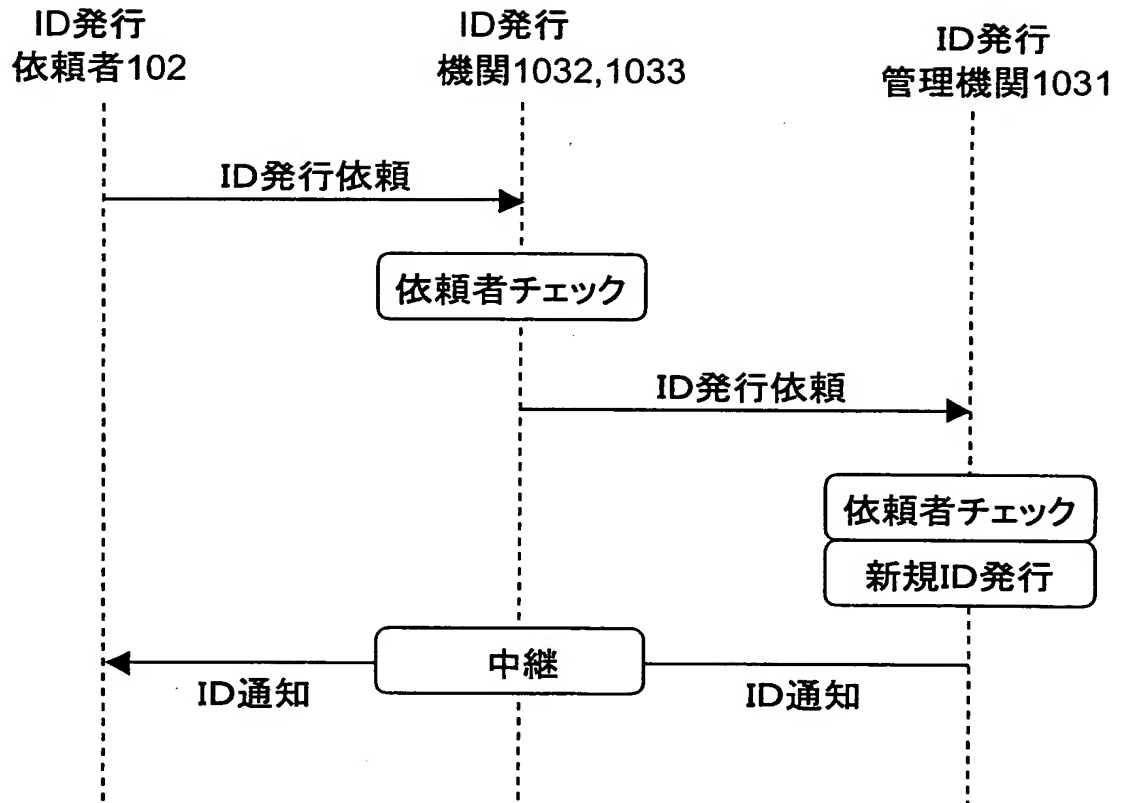 ID発行
依頼者102
ID発行
機関1032,1033
ID発行
管理機関1031
ID発行依頼
依頼者チェック
ID発行依頼
依頼者チェック
新規ID発行
中継
ID通知
ID通知